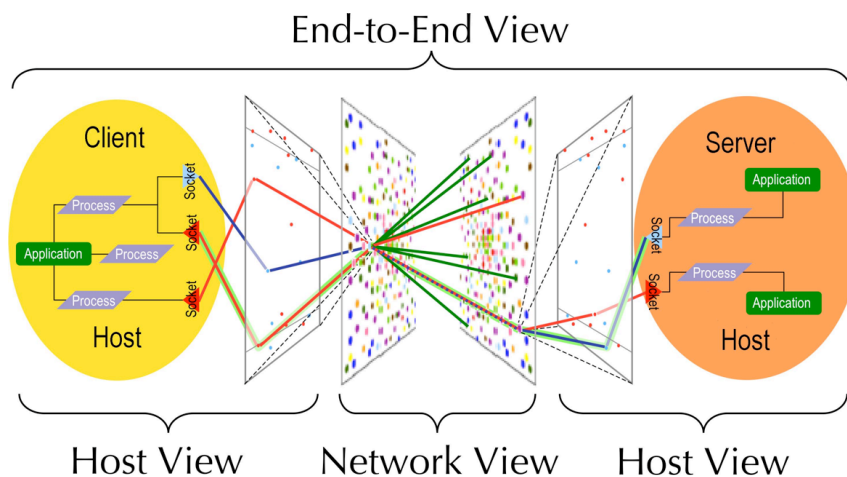 End-to-End View
Client
Socket
Process
Socket
Application
Process
Process
Socket
Host
Server
Application
Socket
Process
Process
Socket
Application
Host
Host View
Network View
Host View